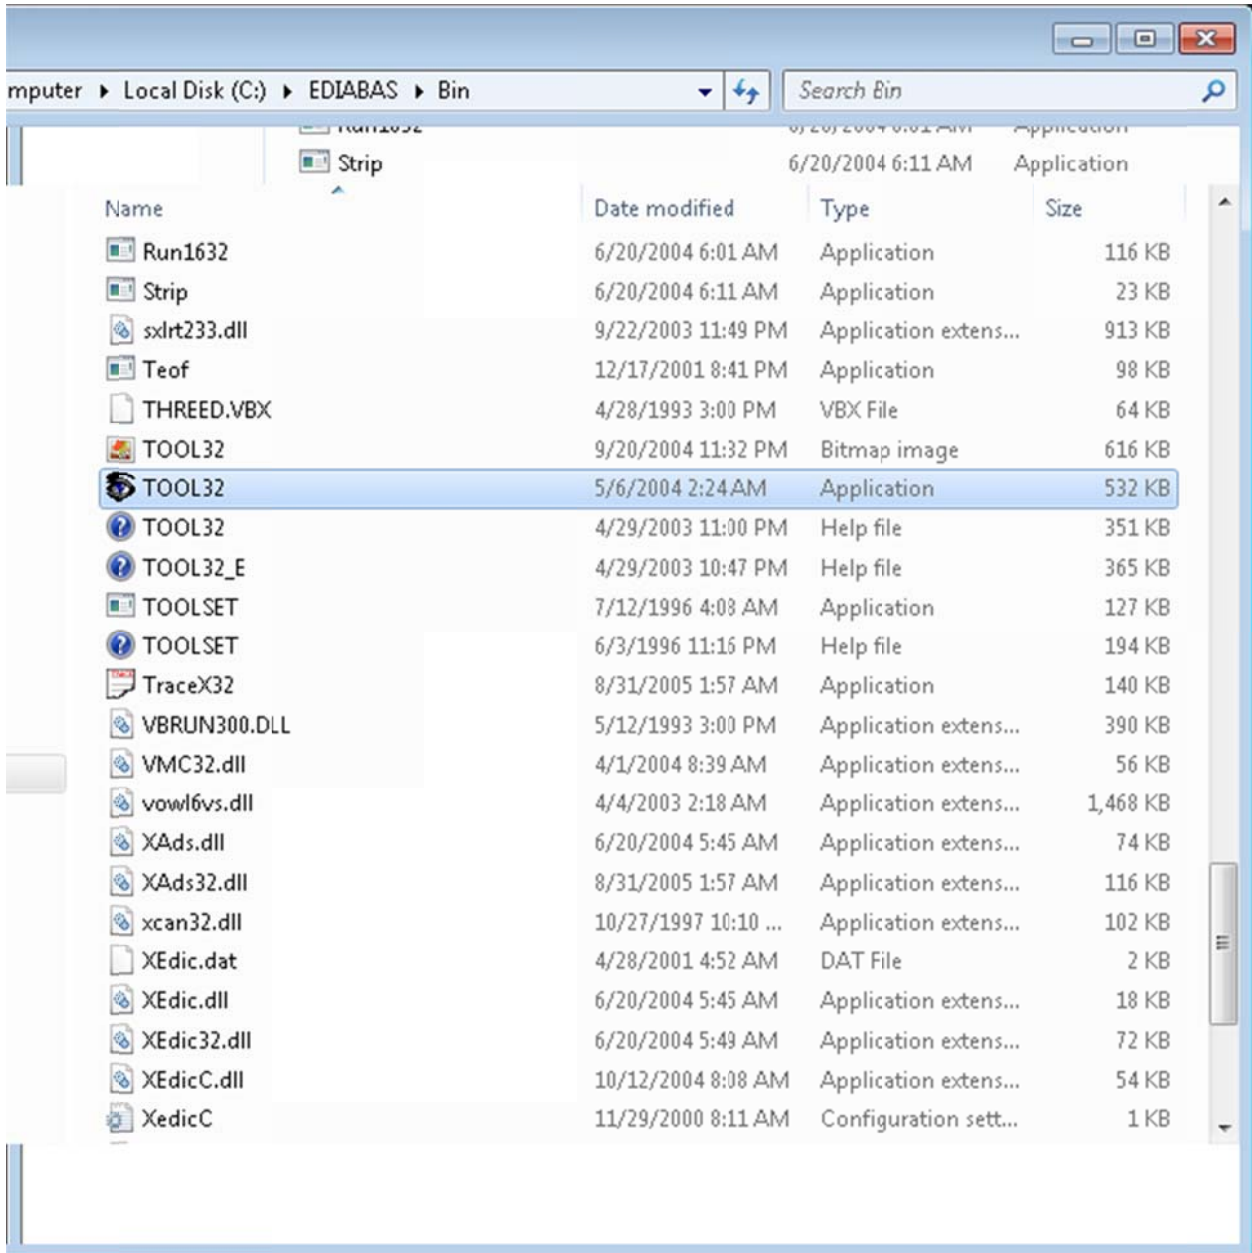 mputer ▸ Local Disk (C:) ▸ EDIABAS ▸ Bin Search Bin
Run1632 6/20/2004 6:01 AM Application
Strip 6/20/2004 6:11 AM Application
Name Date modified Type Size
Run1632 6/20/2004 6:01 AM Application 116 KB
Strip 6/20/2004 6:11 AM Application 23 KB
sxlrt233.dll 9/22/2003 11:49 PM Application extens... 913 KB
Teof 12/17/2001 8:41 PM Application 98 KB
THREED.VBX 4/28/1993 3:00 PM VBX File 64 KB
TOOL32 9/20/2004 11:32 PM Bitmap image 616 KB
TOOL32 5/6/2004 2:24 AM Application 532 KB
TOOL32 4/29/2003 11:00 PM Help file 351 KB
TOOL32_E 4/29/2003 10:47 PM Help file 365 KB
TOOLSET 7/12/1996 4:08 AM Application 127 KB
TOOLSET 6/3/1996 11:16 PM Help file 194 KB
TraceX32 8/31/2005 1:57 AM Application 140 KB
VBRUN300.DLL 5/12/1993 3:00 PM Application extens... 390 KB
VMC32.dll 4/1/2004 8:39 AM Application extens... 56 KB
vowl6vs.dll 4/4/2003 2:18 AM Application extens... 1,468 KB
XAds.dll 6/20/2004 5:45 AM Application extens... 74 KB
XAds32.dll 8/31/2005 1:57 AM Application extens... 116 KB
xcan32.dll 10/27/1997 10:10 ... Application extens... 102 KB
XEdic.dat 4/28/2001 4:52 AM DAT File 2 KB
XEdic.dll 6/20/2004 5:45 AM Application extens... 18 KB
XEdic32.dll 6/20/2004 5:49 AM Application extens... 72 KB
XEdicC.dll 10/12/2004 8:08 AM Application extens... 54 KB
XedicC 11/29/2000 8:11 AM Configuration sett... 1 KB